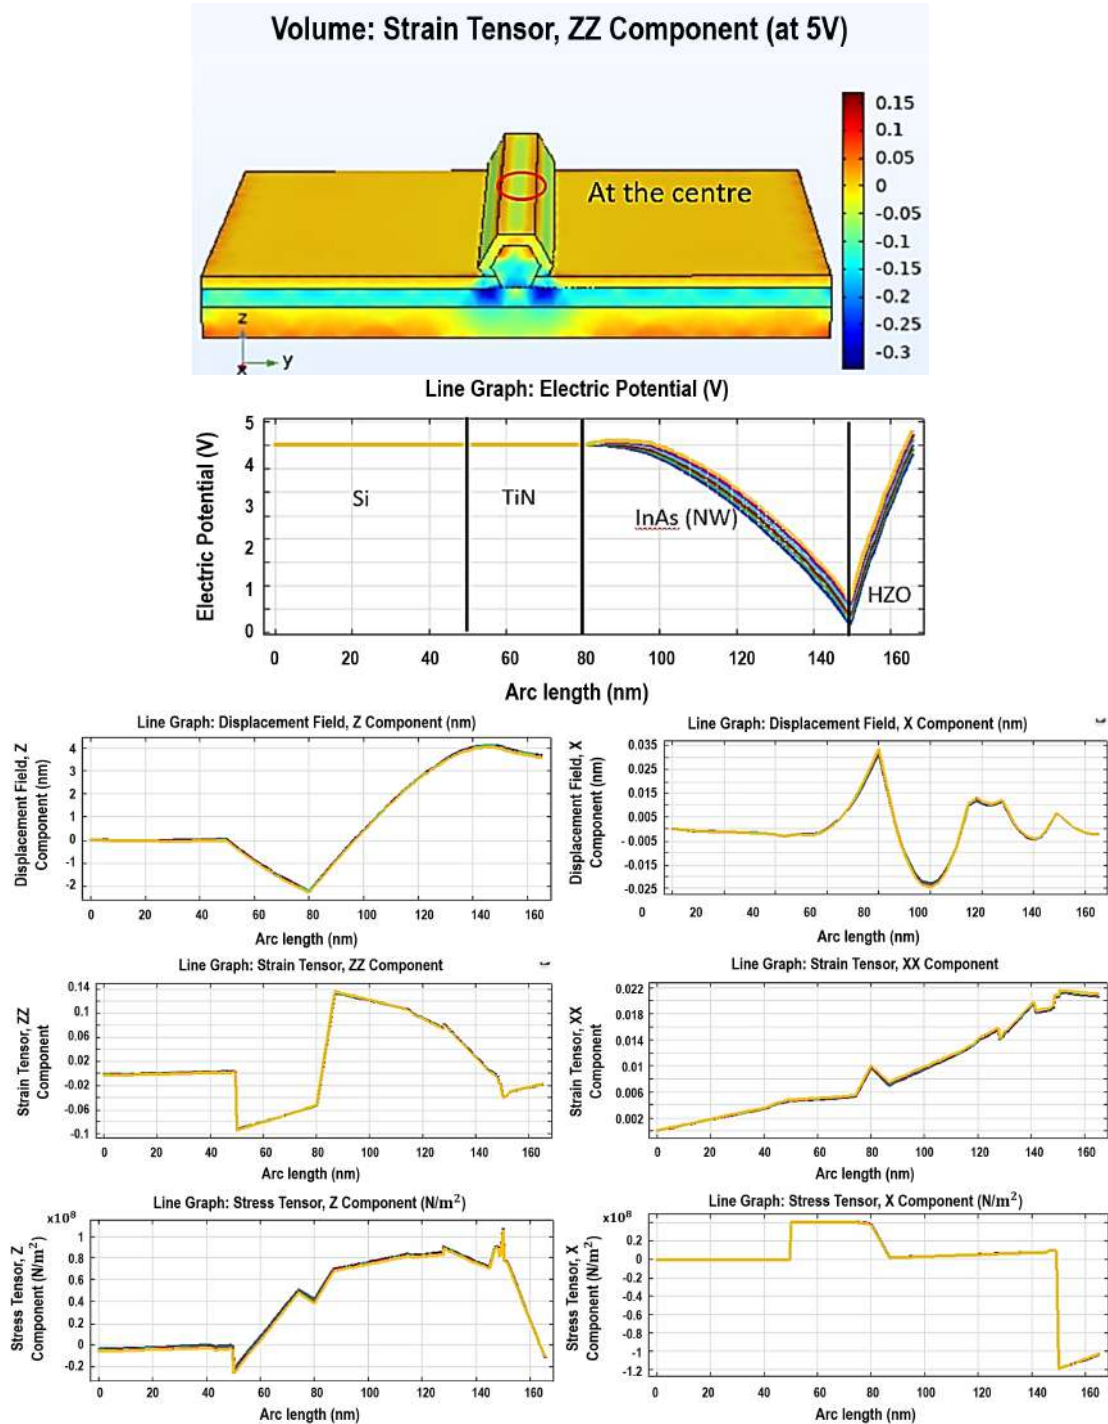 Volume: Strain Tensor, ZZ Component (at 5V)
0.15
0.1
0.05
0
-0.05
-0.1
-0.15
-0.2
-0.25
-0.3
At the centre
z
y
x
Line Graph: Electric Potential (V)
Electric Potential (V)
5
4
3
2
1
0
Si
TiN
InAs (NW)
HZO
0 20 40 60 80 100 120 140 160
Arc length (nm)
Line Graph: Displacement Field, Z Component (nm)
Displacement Field, Z
Component (nm)
4
3
2
1
0
-1
-2
0 20 40 60 80 100 120 140 160
Arc length (nm)
Line Graph: Displacement Field, X Component (nm)
Displacement Field, X
Component (nm)
0.035
0.025
0.015
0.005
- 0.005
-0.015
-0.025
0 20 40 60 80 100 120 140 160
Arc length (nm)
Line Graph: Strain Tensor, ZZ Component
Strain Tensor, ZZ
Component
0.14
0.1
0.06
0.02
-0.02
-0.06
-0.1
0 20 40 60 80 100 120 140 160
Arc length (nm)
Line Graph: Strain Tensor, XX Component
Strain Tensor, XX
Component
0.022
0.018
0.014
0.01
0.006
0.002
0 20 40 60 80 100 120 140 160
Arc length (nm)
Line Graph: Stress Tensor, Z Component (N/m²)
x10⁸
Stress Tensor, Z
Component (N/m²)
1
0.8
0.6
0.4
0.2
0
-0.2
0 20 40 60 80 100 120 140 160
Arc length (nm)
Line Graph: Stress Tensor, X Component (N/m²)
x10⁸
Stress Tensor, X
Component (N/m²)
0.2
0
-0.2
-0.4
-0.6
-0.8
-1
-1.2
0 20 40 60 80 100 120 140 160
Arc length (nm)